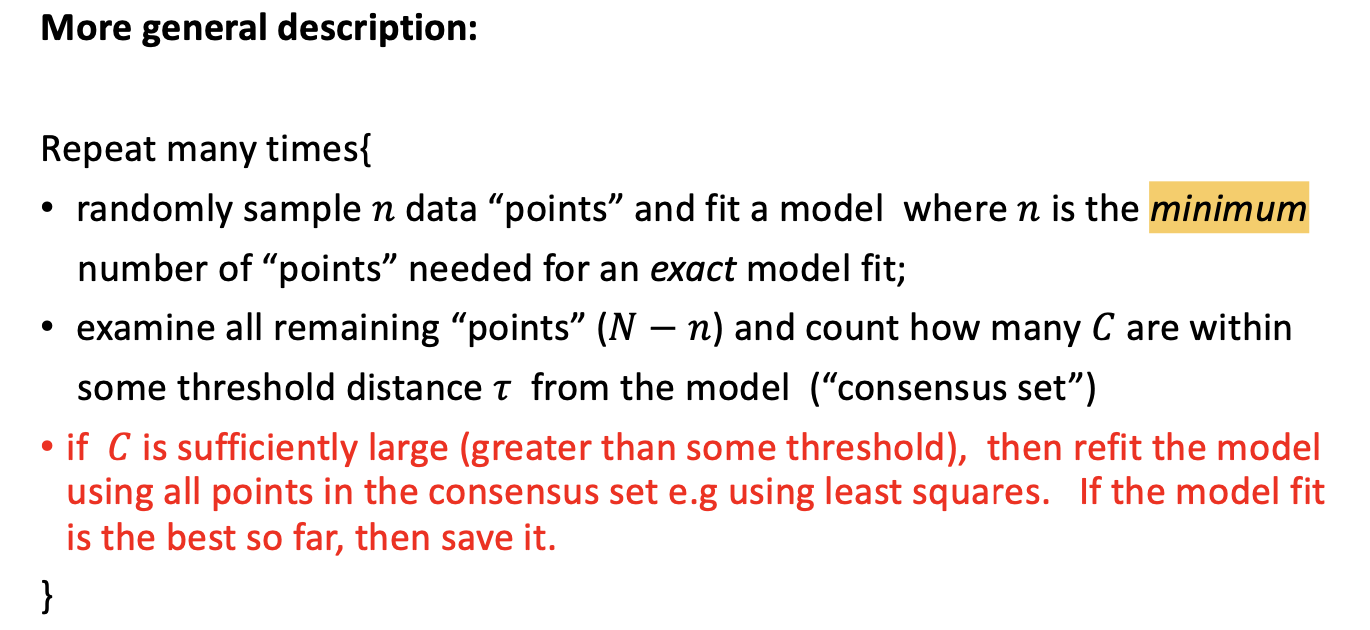 More general description:
Repeat many times{
• randomly sample n data “points” and fit a model where n is the minimum
number of “points” needed for an exact model fit;
• examine all remaining “points” (N − n) and count how many C are within
some threshold distance τ from the model (“consensus set”)
• if C is sufficiently large (greater than some threshold), then refit the model
using all points in the consensus set e.g using least squares. If the model fit
is the best so far, then save it.
}